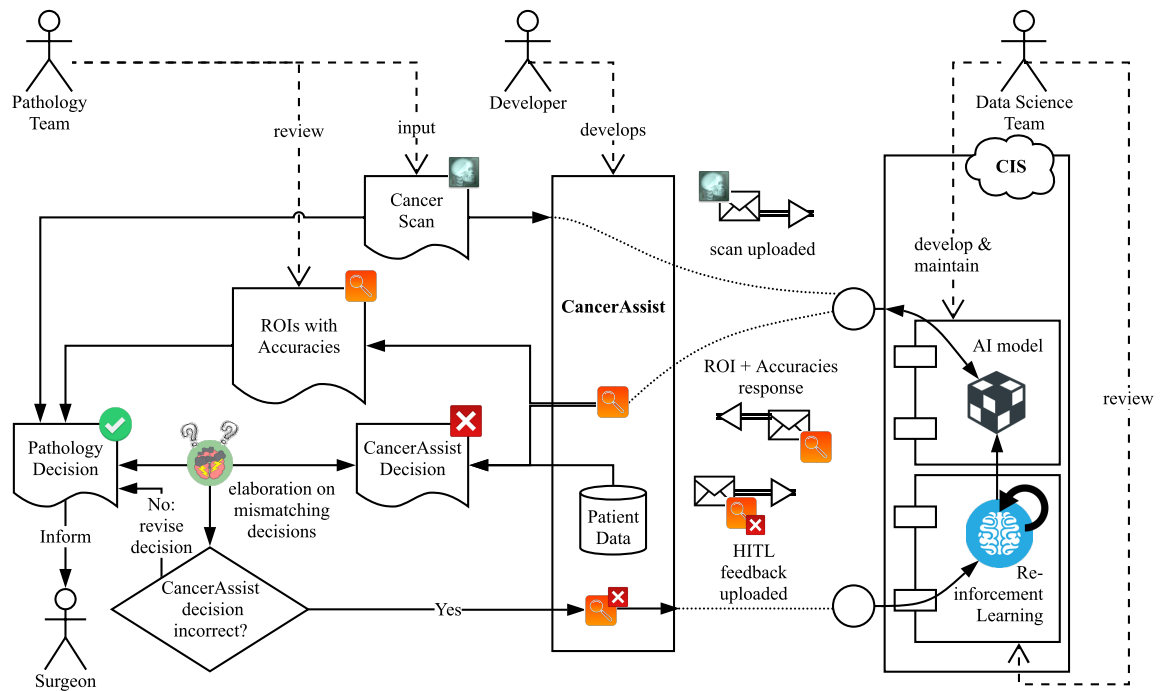 Pathology
Team
Developer
Data Science
Team
review
input
develops
CIS
Cancer
Scan
scan uploaded
develop &
maintain
ROIs with
Accuracies
CancerAssist
AI model
ROI + Accuracies
response
review
Pathology
Decision
CancerAssist
Decision
elaboration on
mismatching
decisions
No:
revise
decision
Patient
Data
Inform
HITL
feedback
uploaded
CancerAssist
decision
incorrect?
Yes
Re-
inforcement
Learning
Surgeon